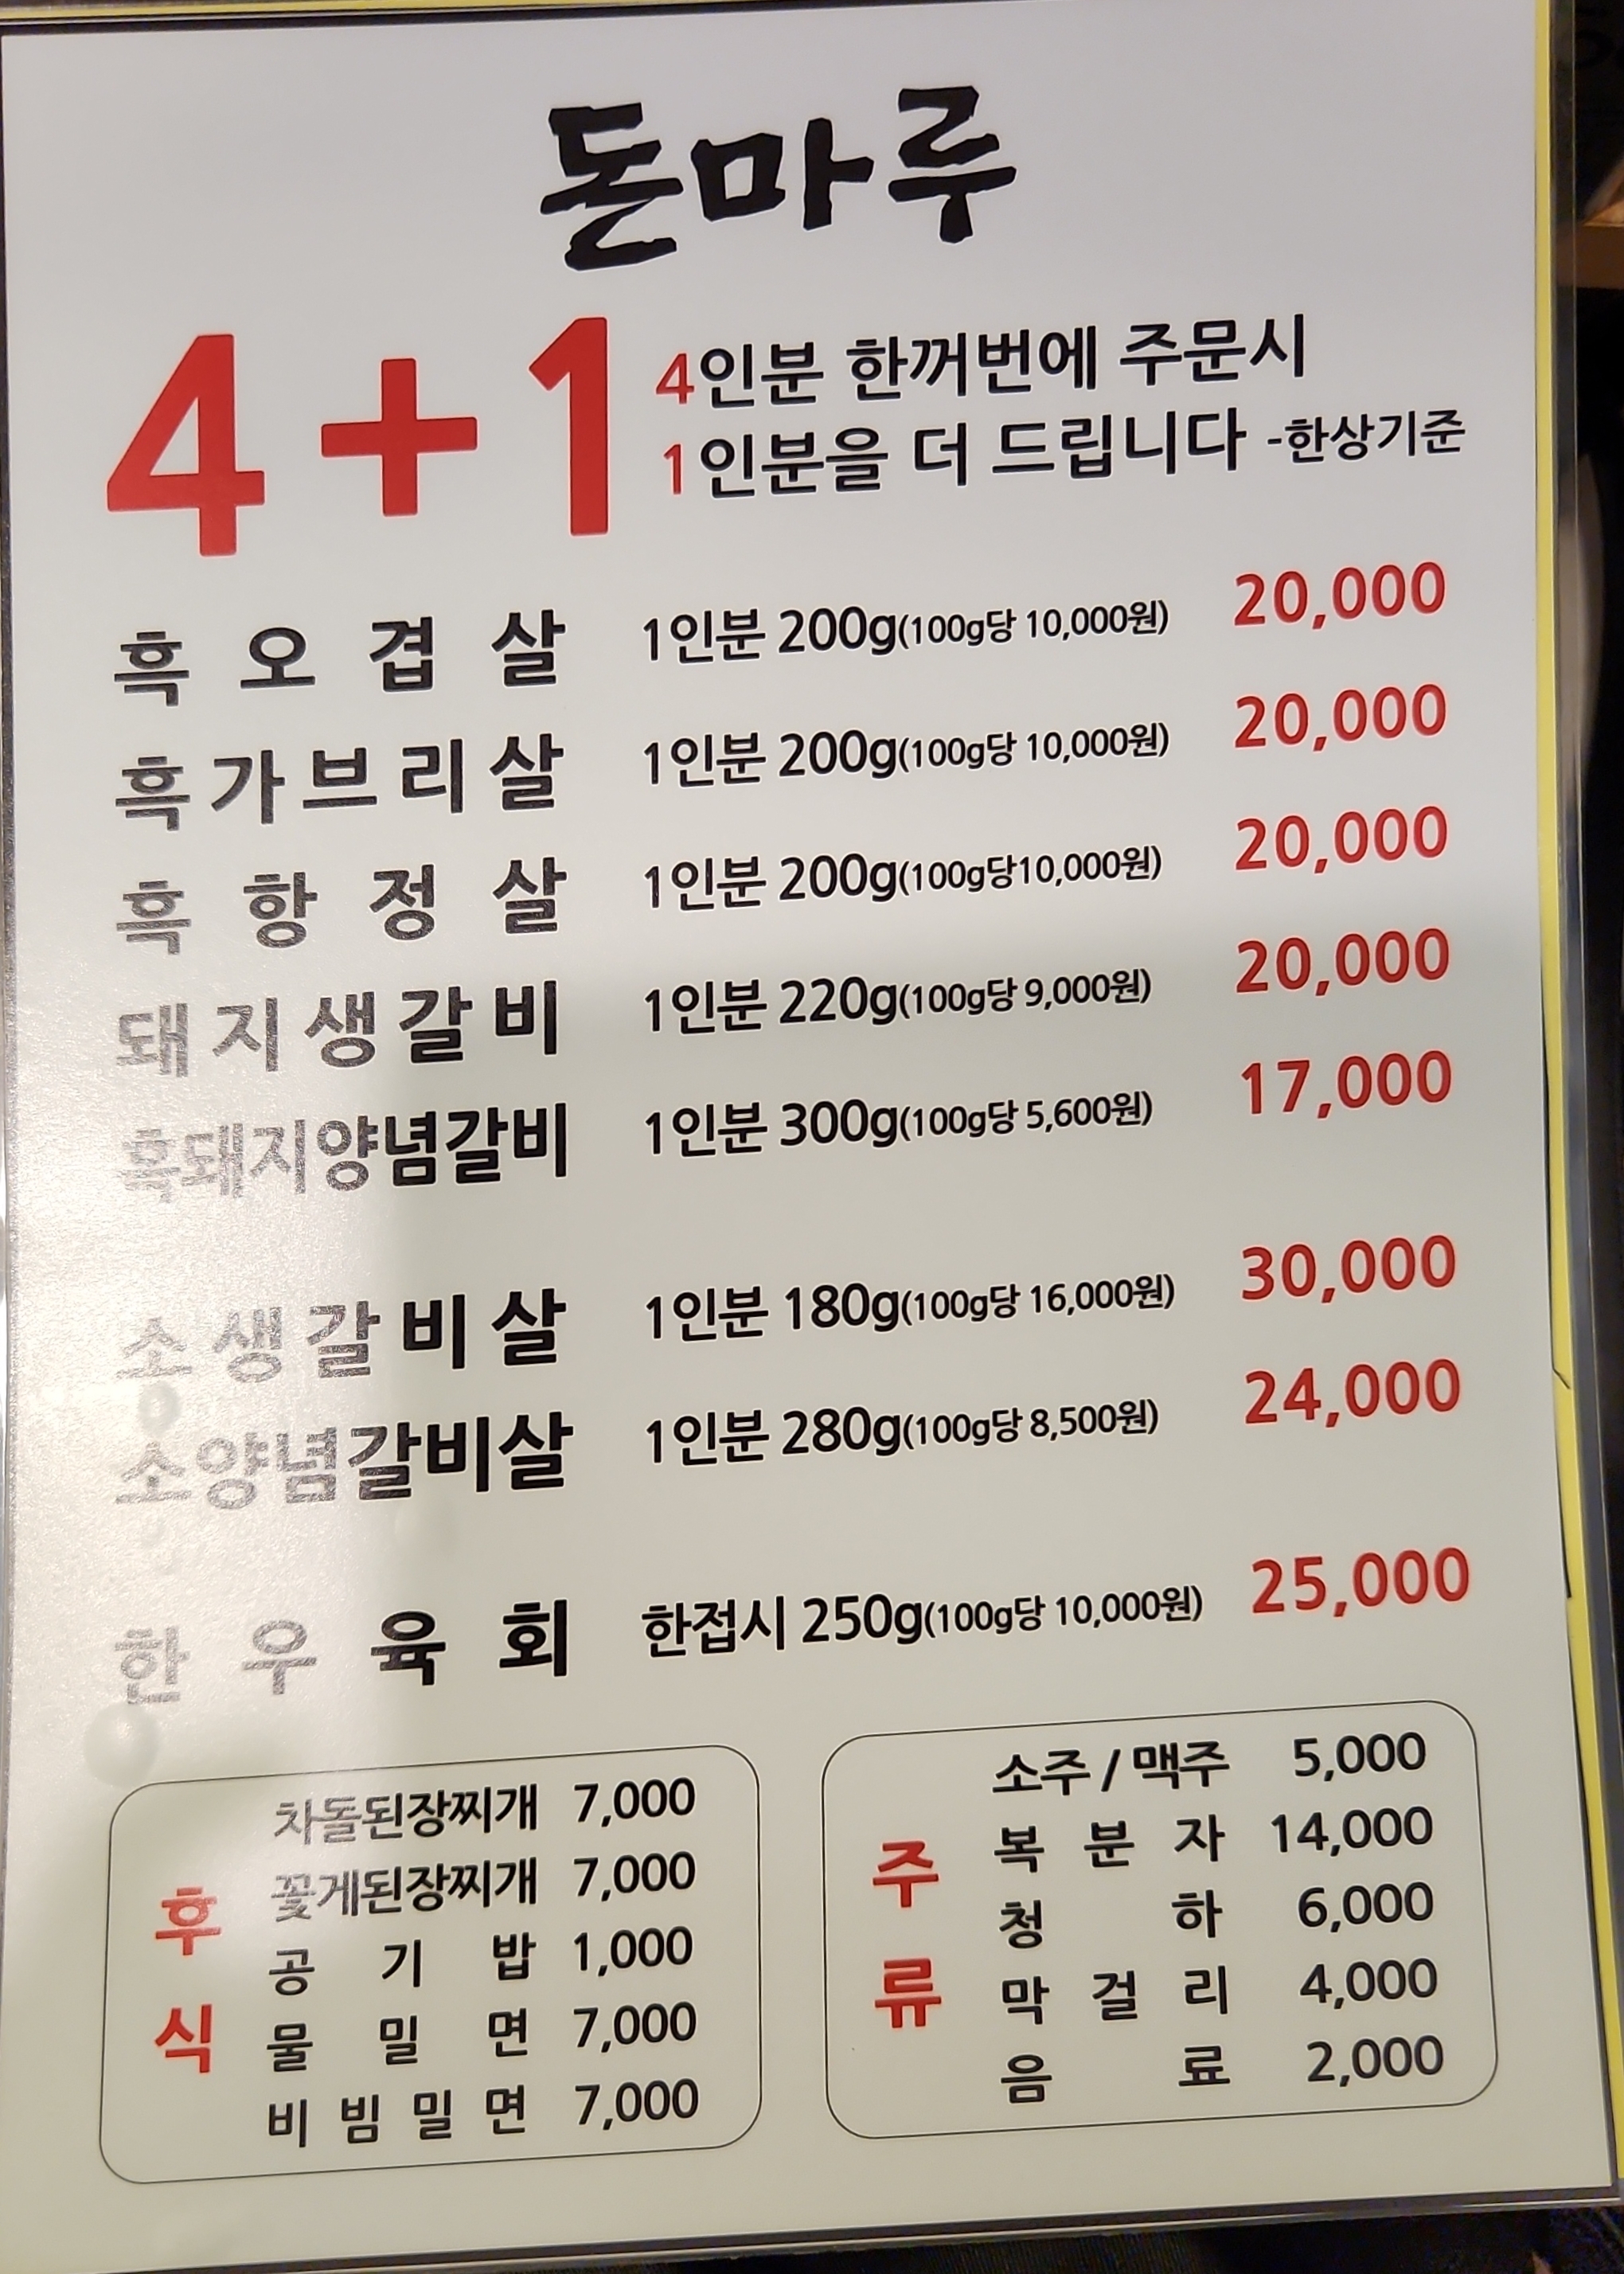 돈마루
4+1
4인분 한꺼번에 주문시
1인분을 더 드립니다 -한상기준
흑오겹살 1인분 200g(100g당 10,000원) 20,000
흑가브리살 1인분 200g(100g당 10,000원) 20,000
흑항정살 1인분 200g(100g당10,000원) 20,000
돼지생갈비 1인분 220g(100g당 9,000원) 20,000
흑돼지양념갈비 1인분 300g(100g당 5,600원) 17,000
소생갈비살 1인분 180g(100g당 16,000원) 30,000
소양념갈비살 1인분 280g(100g당 8,500원) 24,000
한우육회 한접시 250g(100g당 10,000원) 25,000
후식
차돌된장찌개 7,000
꽃게된장찌개 7,000
공기밥 1,000
물밀면 7,000
비빔밀면 7,000
주류
소주 / 맥주 5,000
복분자 14,000
청하 6,000
막걸리 4,000
음료 2,000